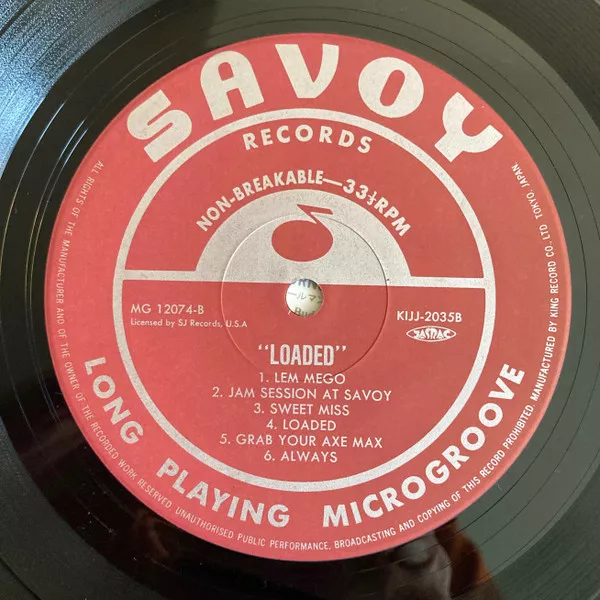 SAVOY
RECORDS
NON-BREAKABLE—33⅓RPM
MG 12074-B
Licensed by SJ Records, U.S.A
KIJJ-2035B
JASRAC
"LOADED"
1. LEM MEGO
2. JAM SESSION AT SAVOY
3. SWEET MISS
4. LOADED
5. GRAB YOUR AXE MAX
6. ALWAYS
LONG PLAYING MICROGROOVE
ALL RIGHTS OF THE MANUFACTURER AND OF THE OWNER OF THE RECORDED WORK RESERVED. UNAUTHORISED PUBLIC PERFORMANCE, BROADCASTING AND COPYING OF THIS RECORD PROHIBITED. MANUFACTURED BY KING RECORD CO., LTD. TOKYO, JAPAN.